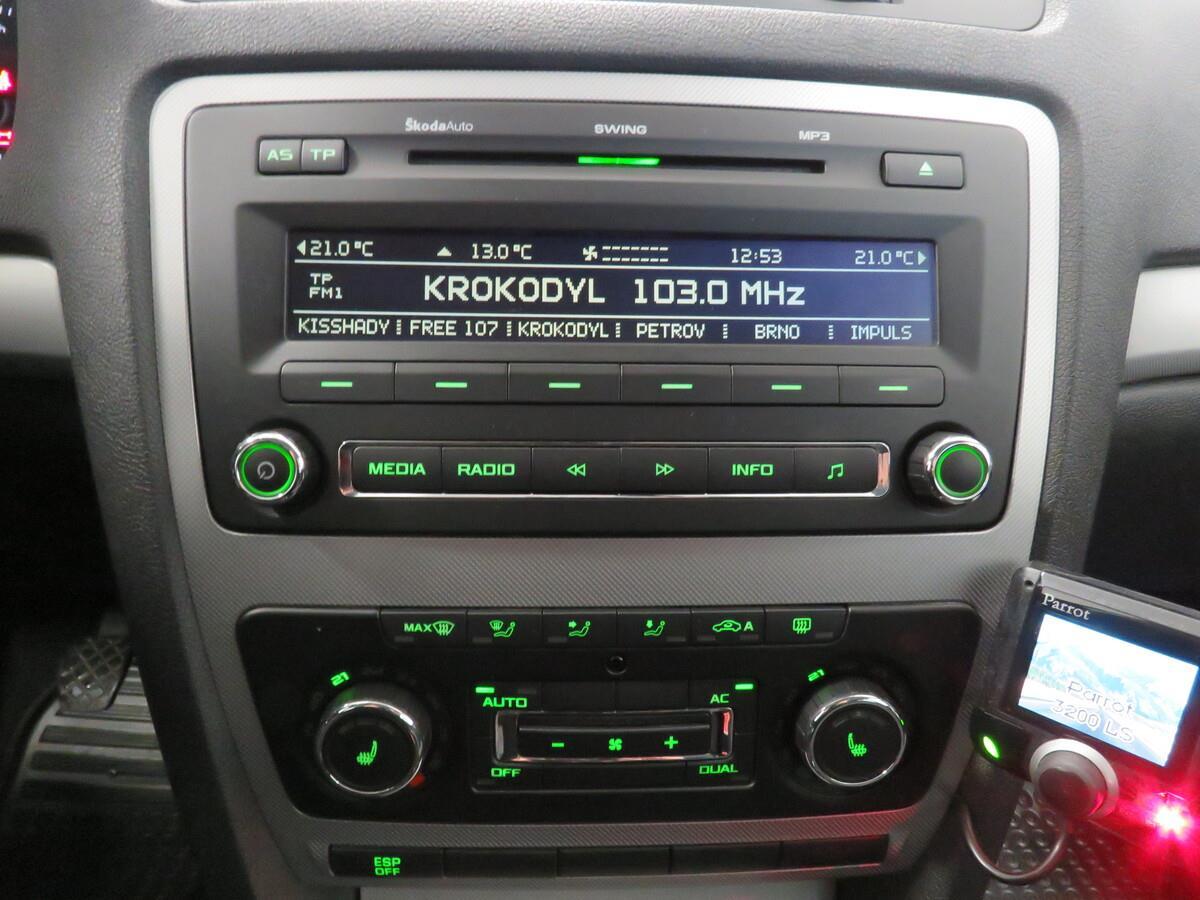 ŠkodaAuto SWING MP3
AS TP
21.0°C 13.0°C 12:53 21.0°C
TP
FM1
KROKODYL 103.0 MHz
KISSHADY FREE 107 KROKODYL PETROV BRNO IMPULS
MEDIA RADIO INFO
MAX A
21 21
AUTO AC
OFF DUAL
ESP
OFF
Parrot
Parrot
3200 LS